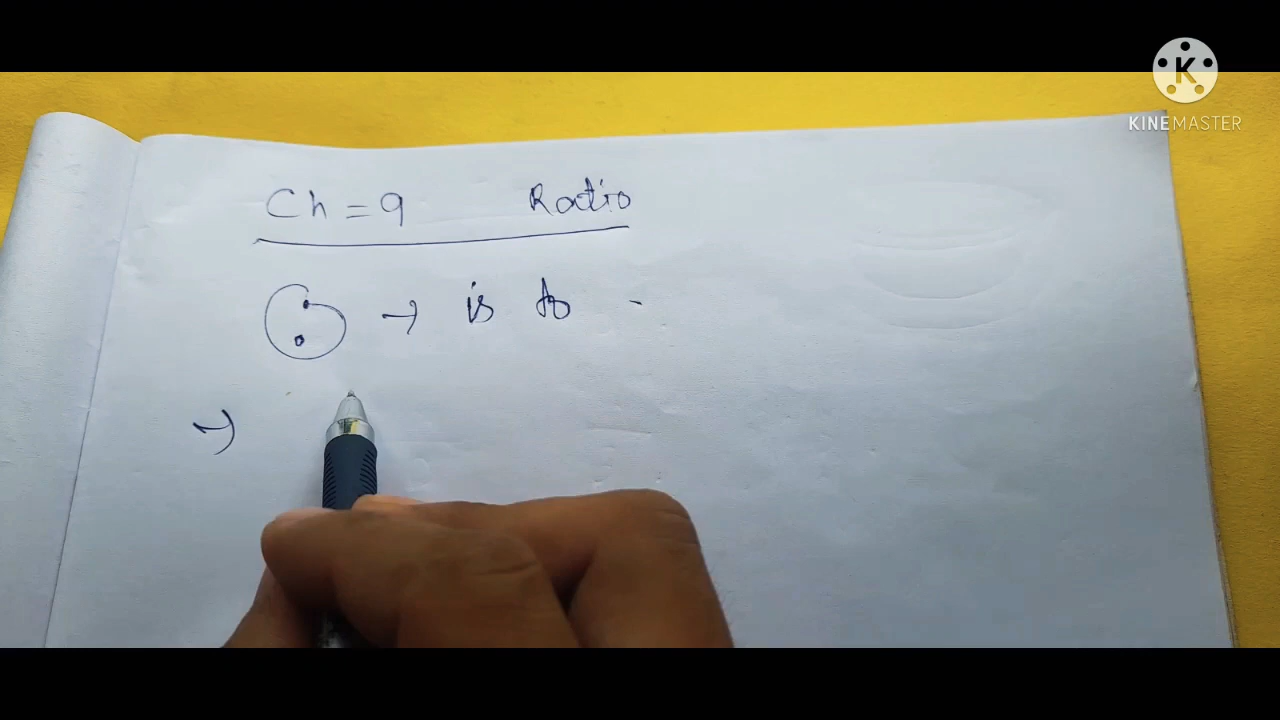 KINEMASTER
Ch = 9 Ratio
: → is to -
→